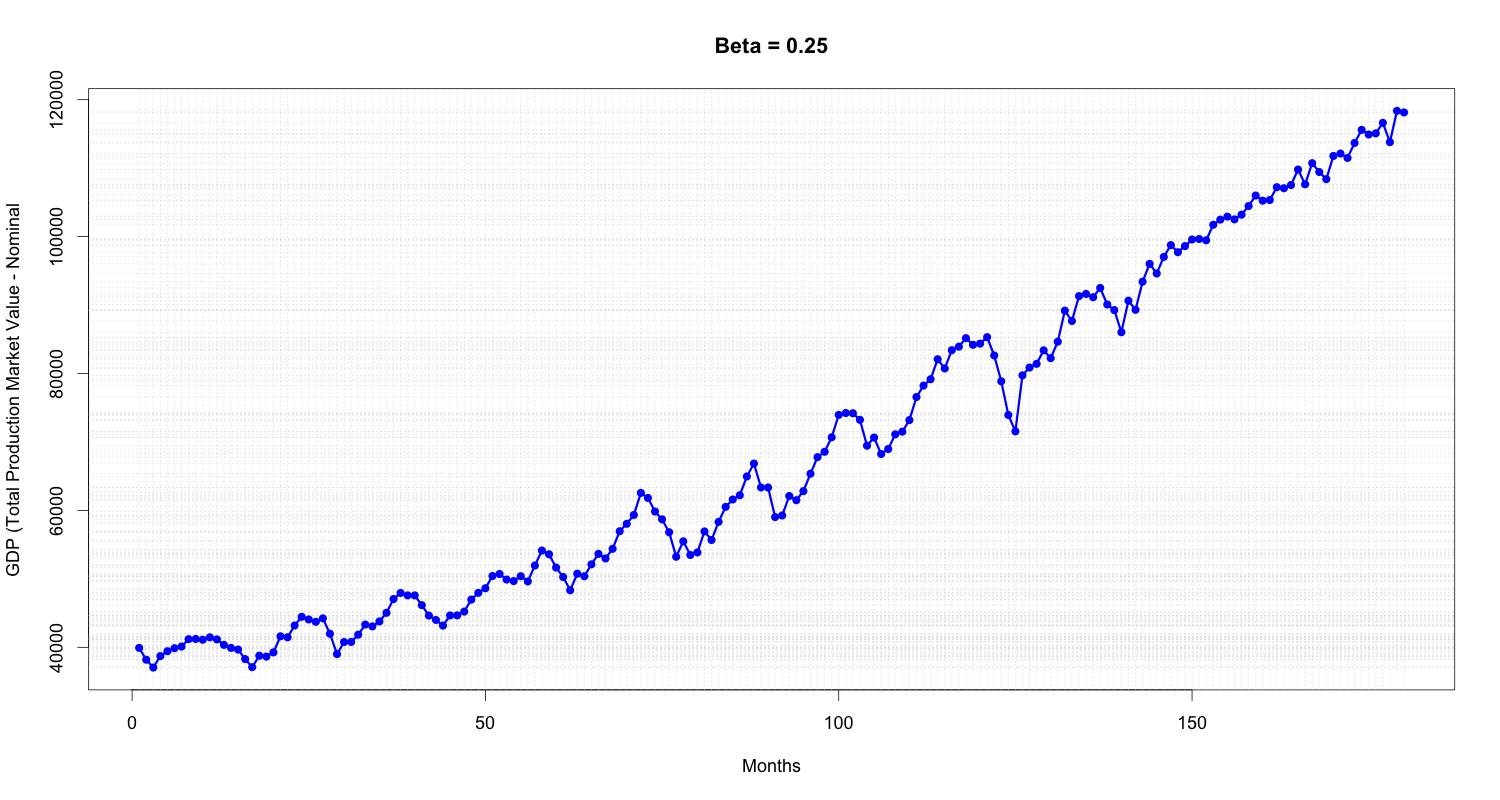 Beta = 0.25
GDP (Total Production Market Value - Nominal
120000
100000
80000
60000
40000
0 50 100 150
Months